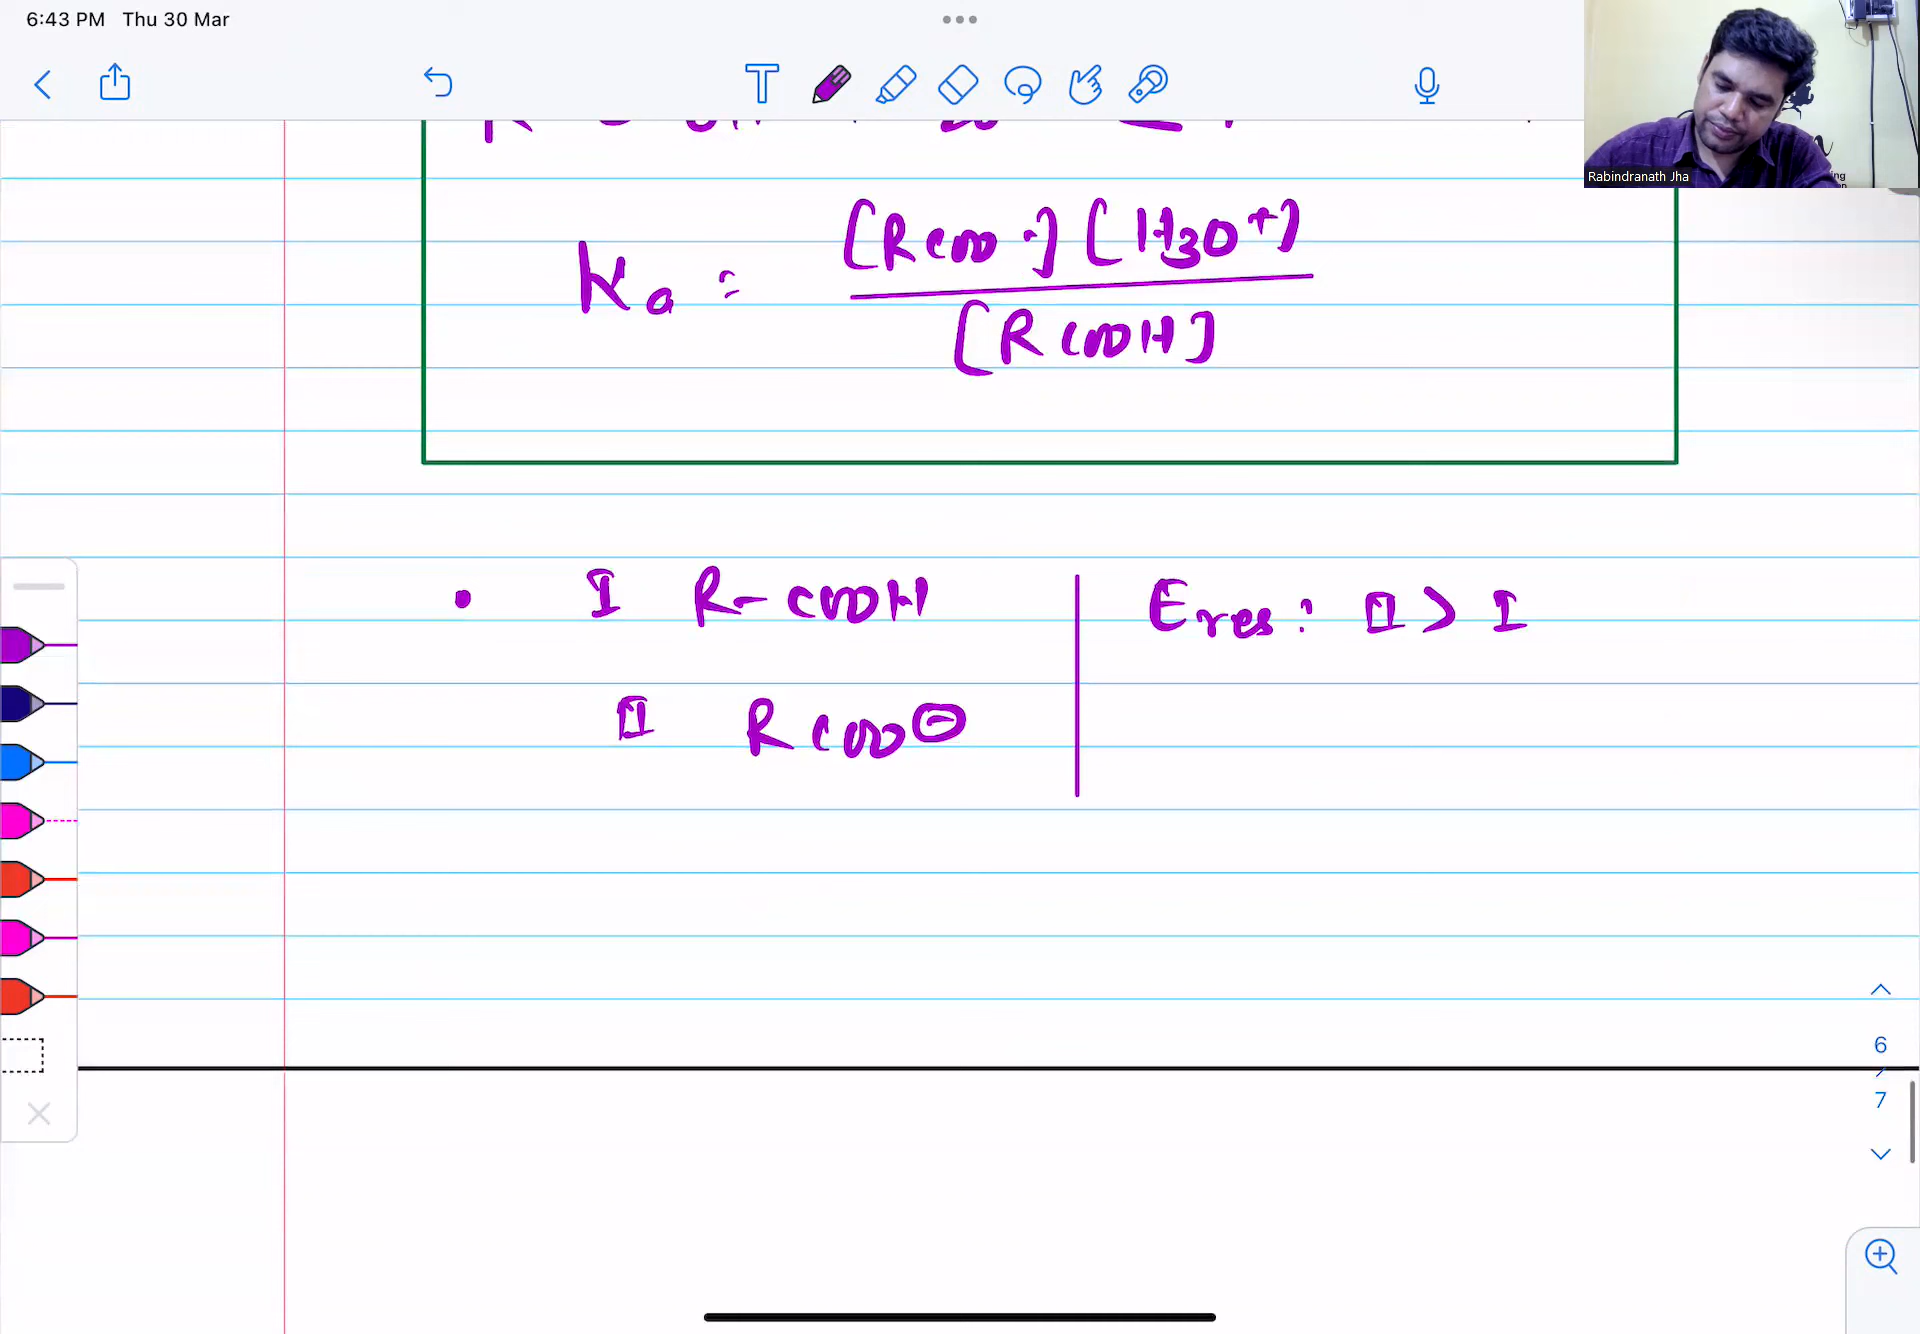 6:43 PM Thu 30 Mar
Rabindranath Jha
[RCOO-] [H3O+]
Ka =
[RCOOH]
• I R-COOH
Eres: II > I
II RCOO⊖
6
/
7